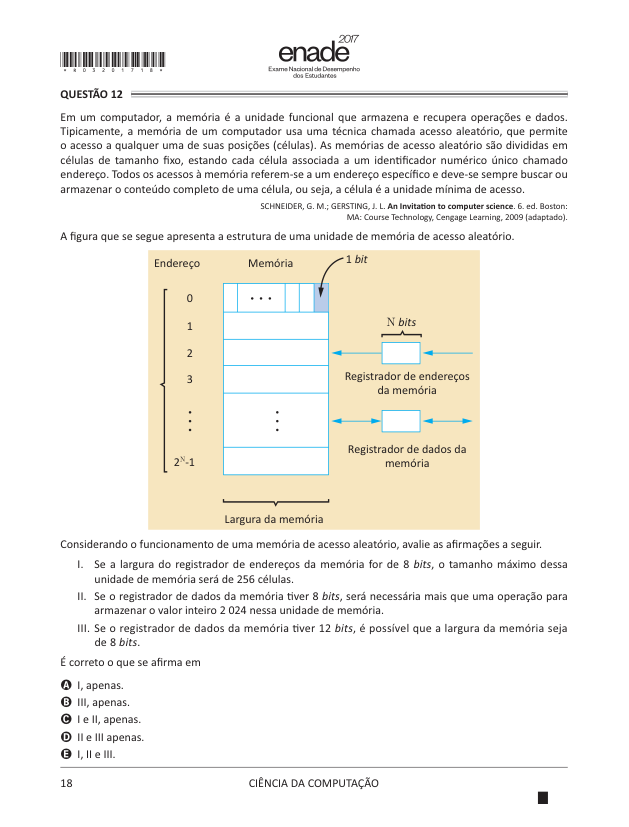 2017
enade
Exame Nacional de Desempenho
dos Estudantes
* R 0 3 2 0 1 7 1 8 *
QUESTÃO 12
Em um computador, a memória é a unidade funcional que armazena e recupera operações e dados.
Tipicamente, a memória de um computador usa uma técnica chamada acesso aleatório, que permite
o acesso a qualquer uma de suas posições (células). As memórias de acesso aleatório são divididas em
células de tamanho fixo, estando cada célula associada a um identificador numérico único chamado
endereço. Todos os acessos à memória referem-se a um endereço específico e deve-se sempre buscar ou
armazenar o conteúdo completo de uma célula, ou seja, a célula é a unidade mínima de acesso.
SCHNEIDER, G. M.; GERSTING, J. L. An Invitation to computer science. 6. ed. Boston:
MA: Course Technology, Cengage Learning, 2009 (adaptado).
A figura que se segue apresenta a estrutura de uma unidade de memória de acesso aleatório.
Endereço Memória 1 bit
0
1
N bits
2
3
Registrador de endereços
da memória
Registrador de dados da
memória
2^N-1
Largura da memória
Considerando o funcionamento de uma memória de acesso aleatório, avalie as afirmações a seguir.
I. Se a largura do registrador de endereços da memória for de 8 bits, o tamanho máximo dessa
unidade de memória será de 256 células.
II. Se o registrador de dados da memória tiver 8 bits, será necessária mais que uma operação para
armazenar o valor inteiro 2 024 nessa unidade de memória.
III. Se o registrador de dados da memória tiver 12 bits, é possível que a largura da memória seja
de 8 bits.
É correto o que se afirma em
A I, apenas.
B III, apenas.
C I e II, apenas.
D II e III apenas.
E I, II e III.
18 CIÊNCIA DA COMPUTAÇÃO